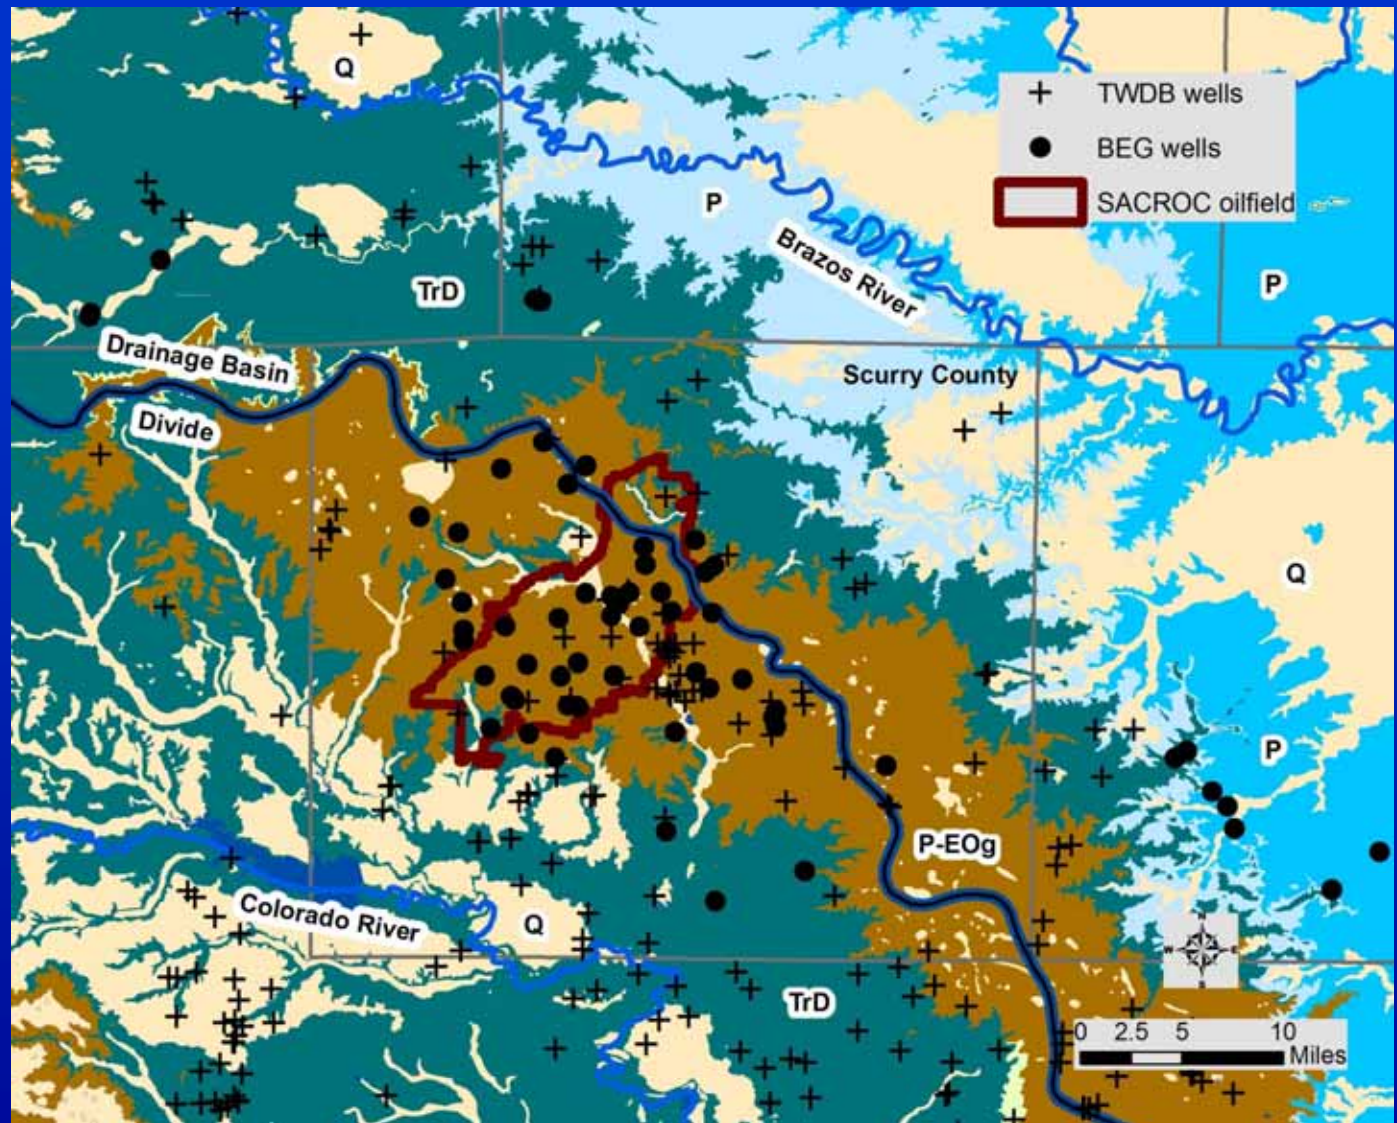 Q
TWDB wells
BEG wells
SACROC oilfield
P
Brazos River
P
TrD
Drainage Basin
Divide
Scurry County
Q
P
P-EOg
Colorado River
Q
N
W E
S
TrD
0 2.5 5 10
Miles